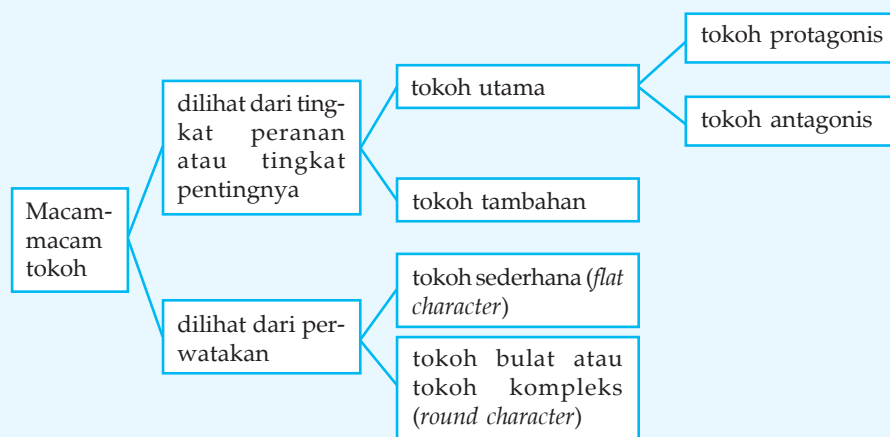 Macam-
macam
tokoh
dilihat dari ting-
kat peranan
atau tingkat
pentingnya
tokoh utama
tokoh protagonis
tokoh antagonis
tokoh tambahan
dilihat dari per-
watakan
tokoh sederhana (flat
character)
tokoh bulat atau
tokoh kompleks
(round character)